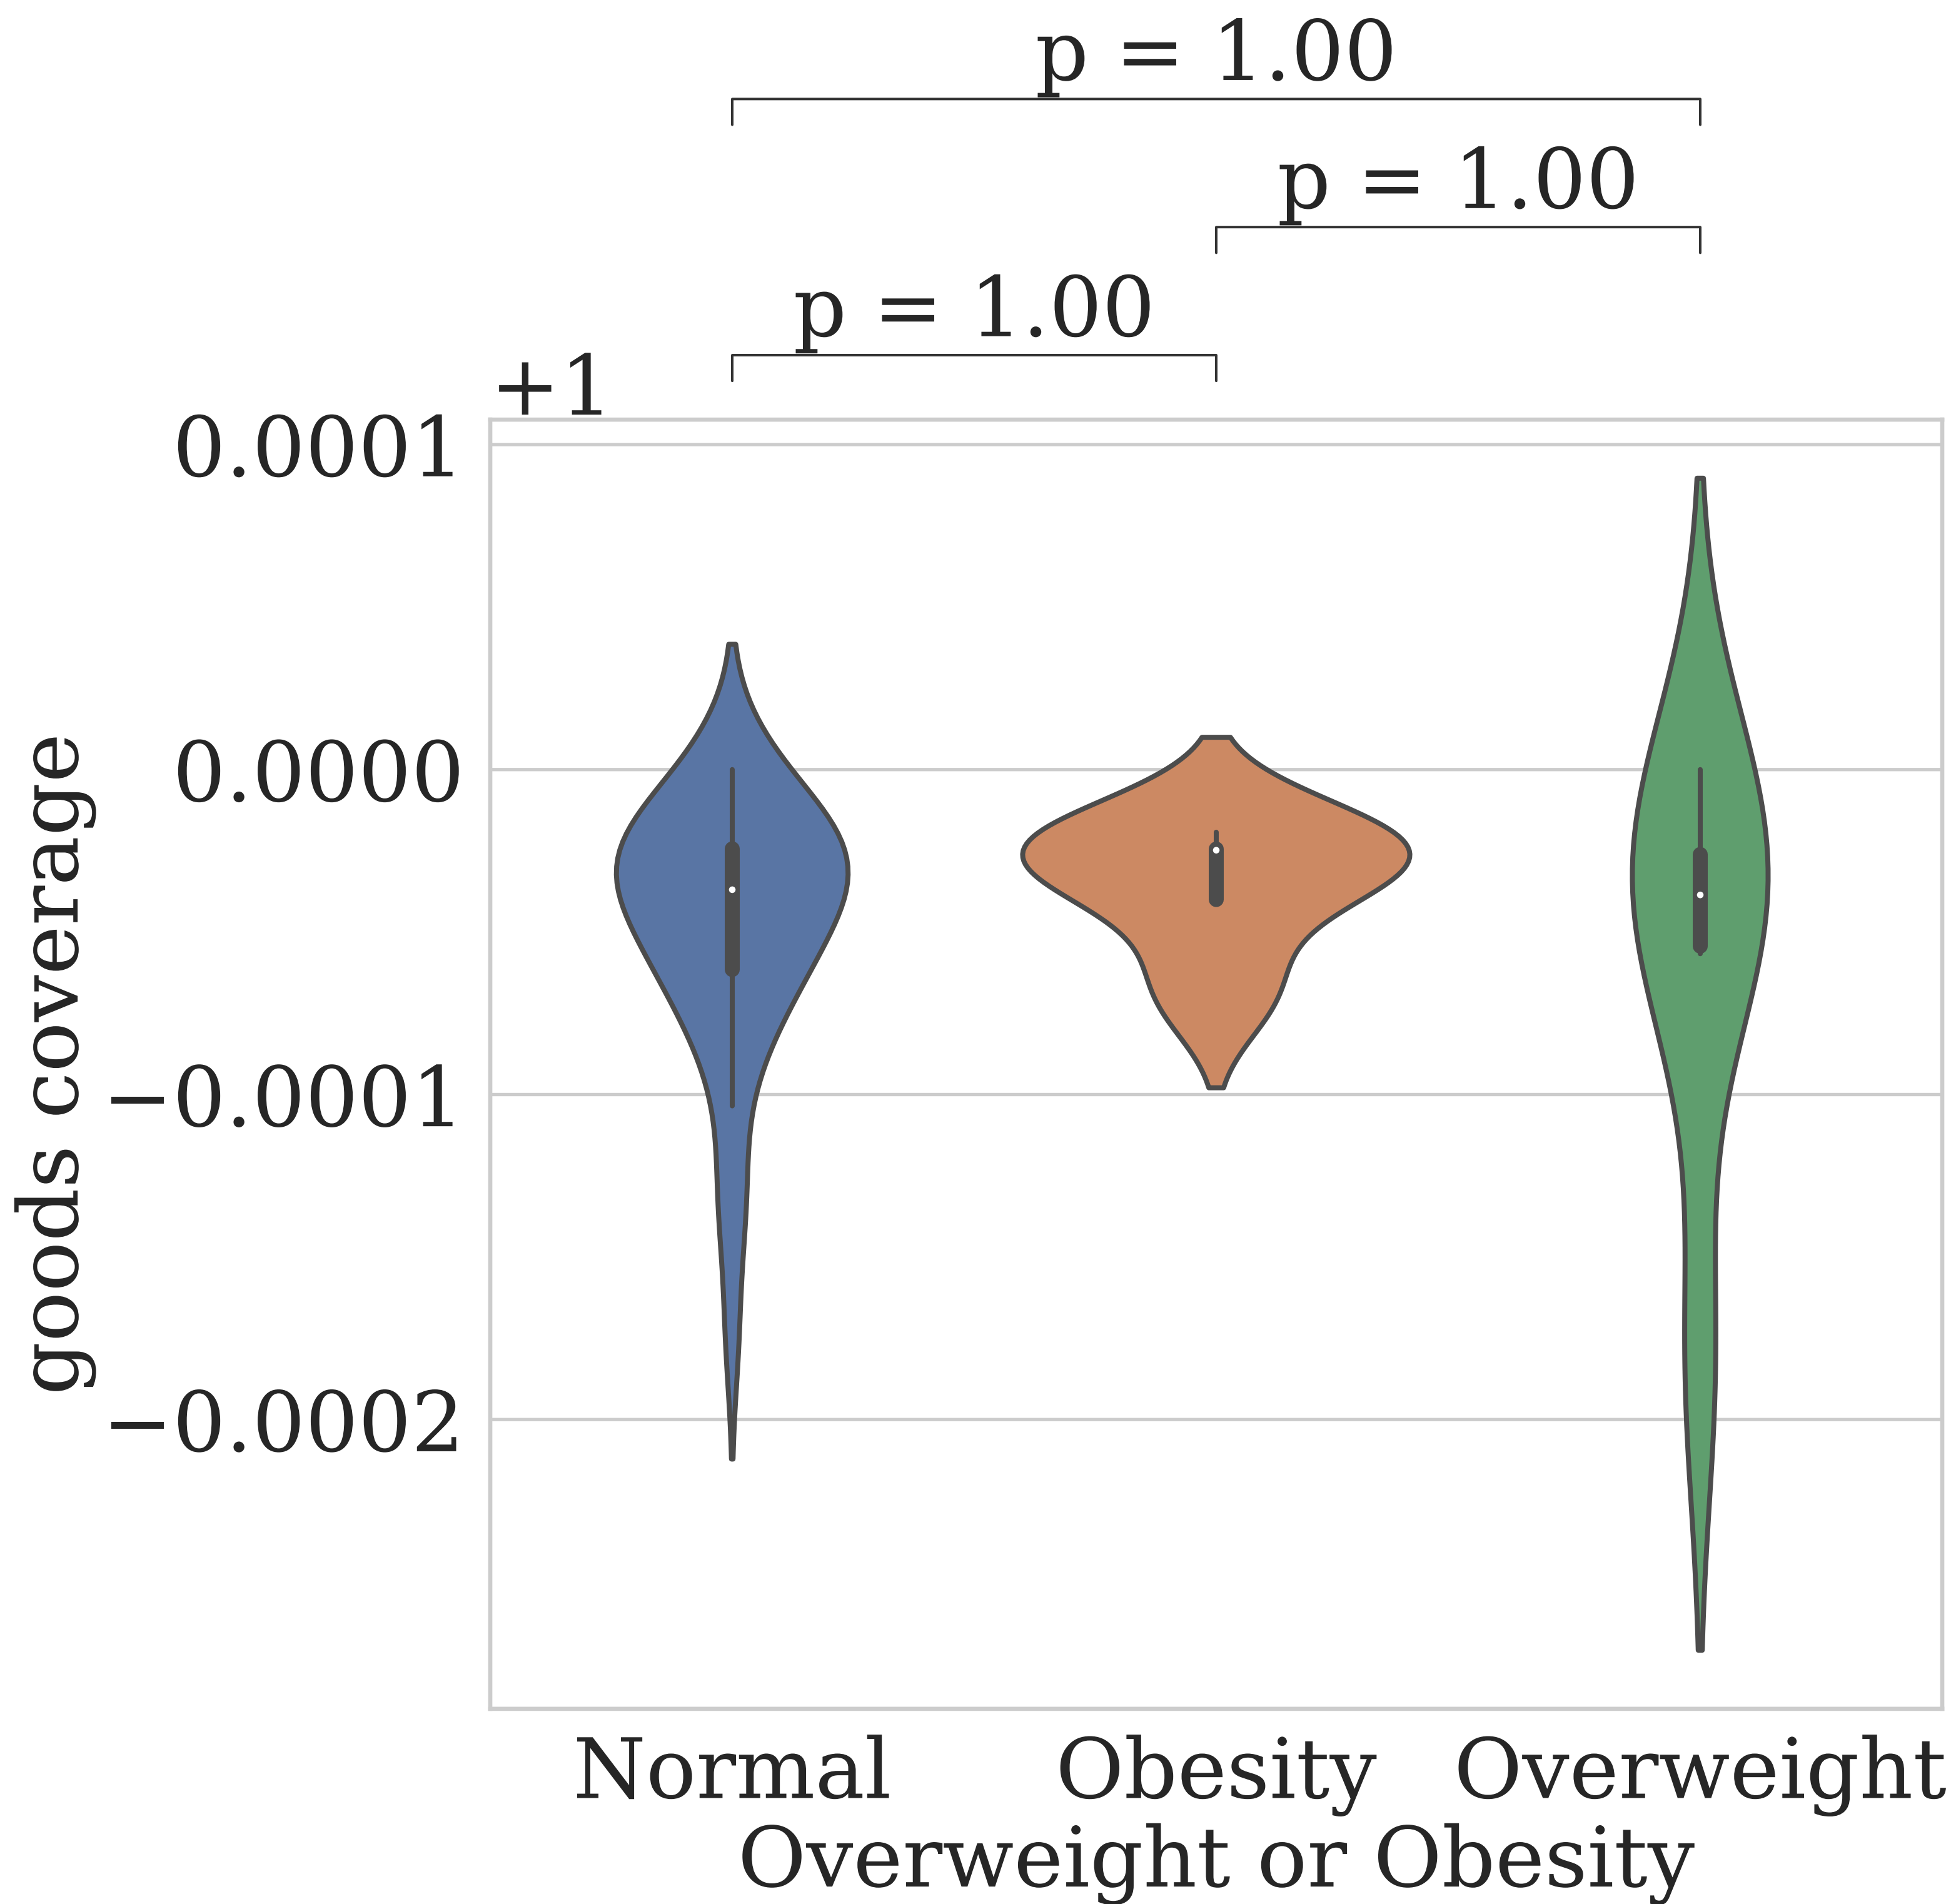 p = 1.00
p = 1.00
p = 1.00
+1
0.0001
0.0000
−0.0001
−0.0002
goods coverage
Normal Obesity Overweight
Overweight or Obesity